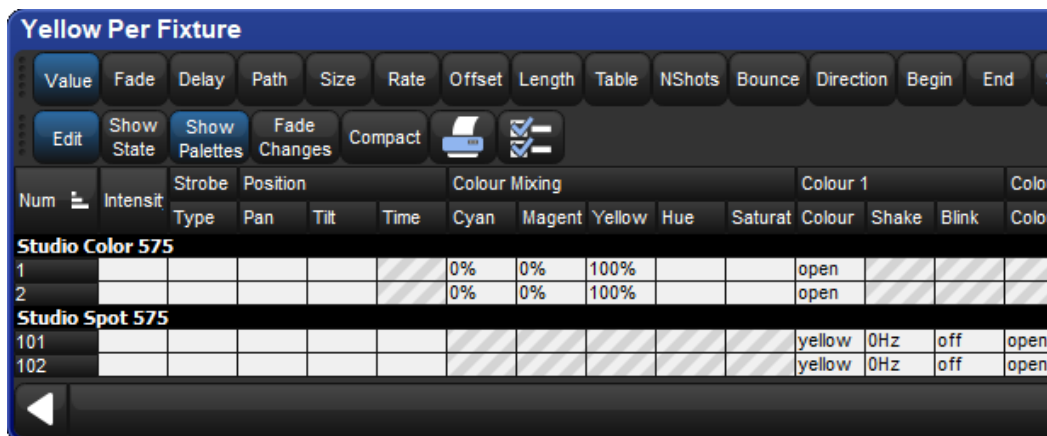 Yellow Per Fixture
Value Fade Delay Path Size Rate Offset Length Table NShots Bounce Direction Begin End
Edit Show State Show Palettes Fade Changes Compact
Num Intensit Strobe Position Colour Mixing Colour 1 Colo
Type Pan Tilt Time Cyan Magent Yellow Hue Saturat Colour Shake Blink Colo
Studio Color 575
1 0% 0% 100% open
2 0% 0% 100% open
Studio Spot 575
101 yellow 0Hz off open
102 yellow 0Hz off open